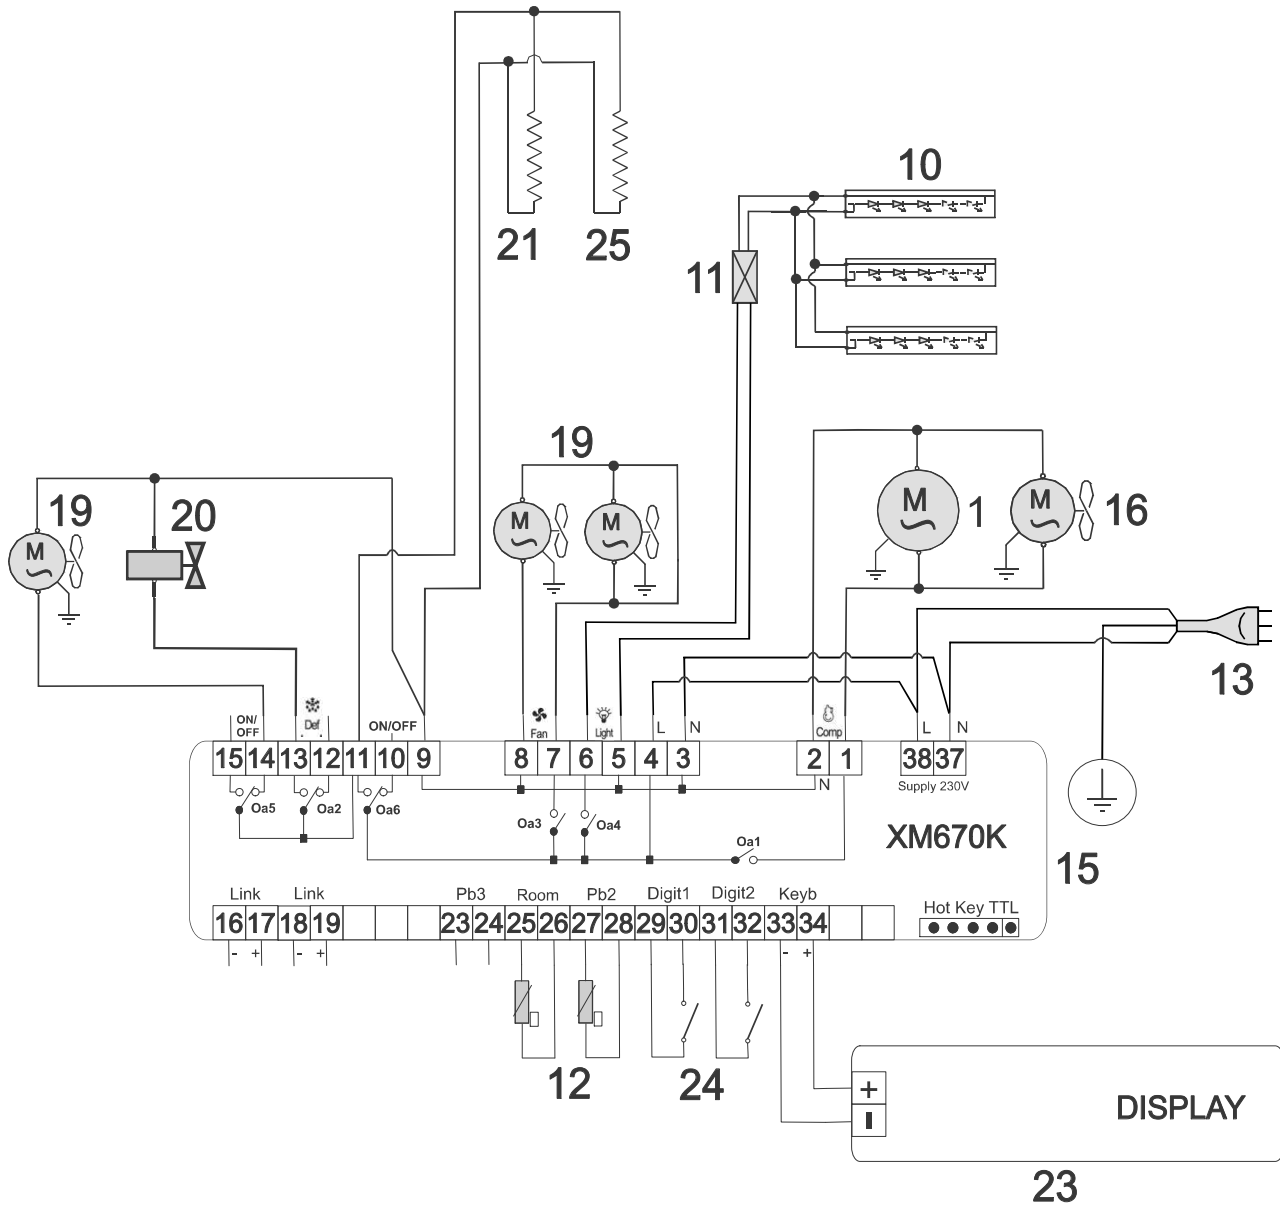 10
21 25
11
19
19 20
M
M M
M M
1 16
13
ON/
OFF
Def
ON/OFF
Fan
Light
L N
Comp
L N
15 14 13 12 11 10 9
8 7 6 5 4 3
2 1
38 37
N
Supply 230V
Oa5 Oa2 Oa6
Oa3 Oa4
Oa1
XM670K
15
Link Link Pb3 Room Pb2 Digit1 Digit2 Keyb
Hot Key TTL
16 17 18 19 23 24 25 26 27 28 29 30 31 32 33 34
- + - + - +
12 24
+
DISPLAY
23